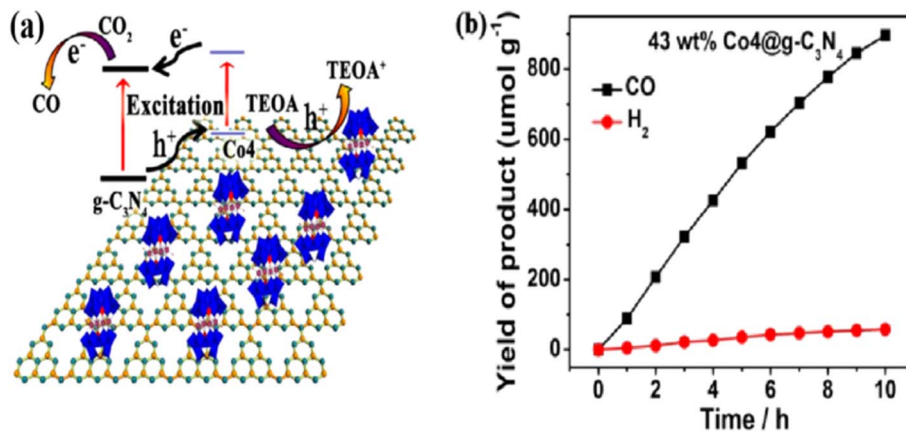 (a)
CO₂
e⁻
e⁻
CO
TEOA⁺
Excitation
TEOA
h⁺
h⁺
Co4
g-C₃N₄
(b)
43 wt% Co4@g-C₃N₄
CO
H₂
Yield of product (umol g⁻¹)
800
600
400
200
0
0 2 4 6 8 10
Time / h